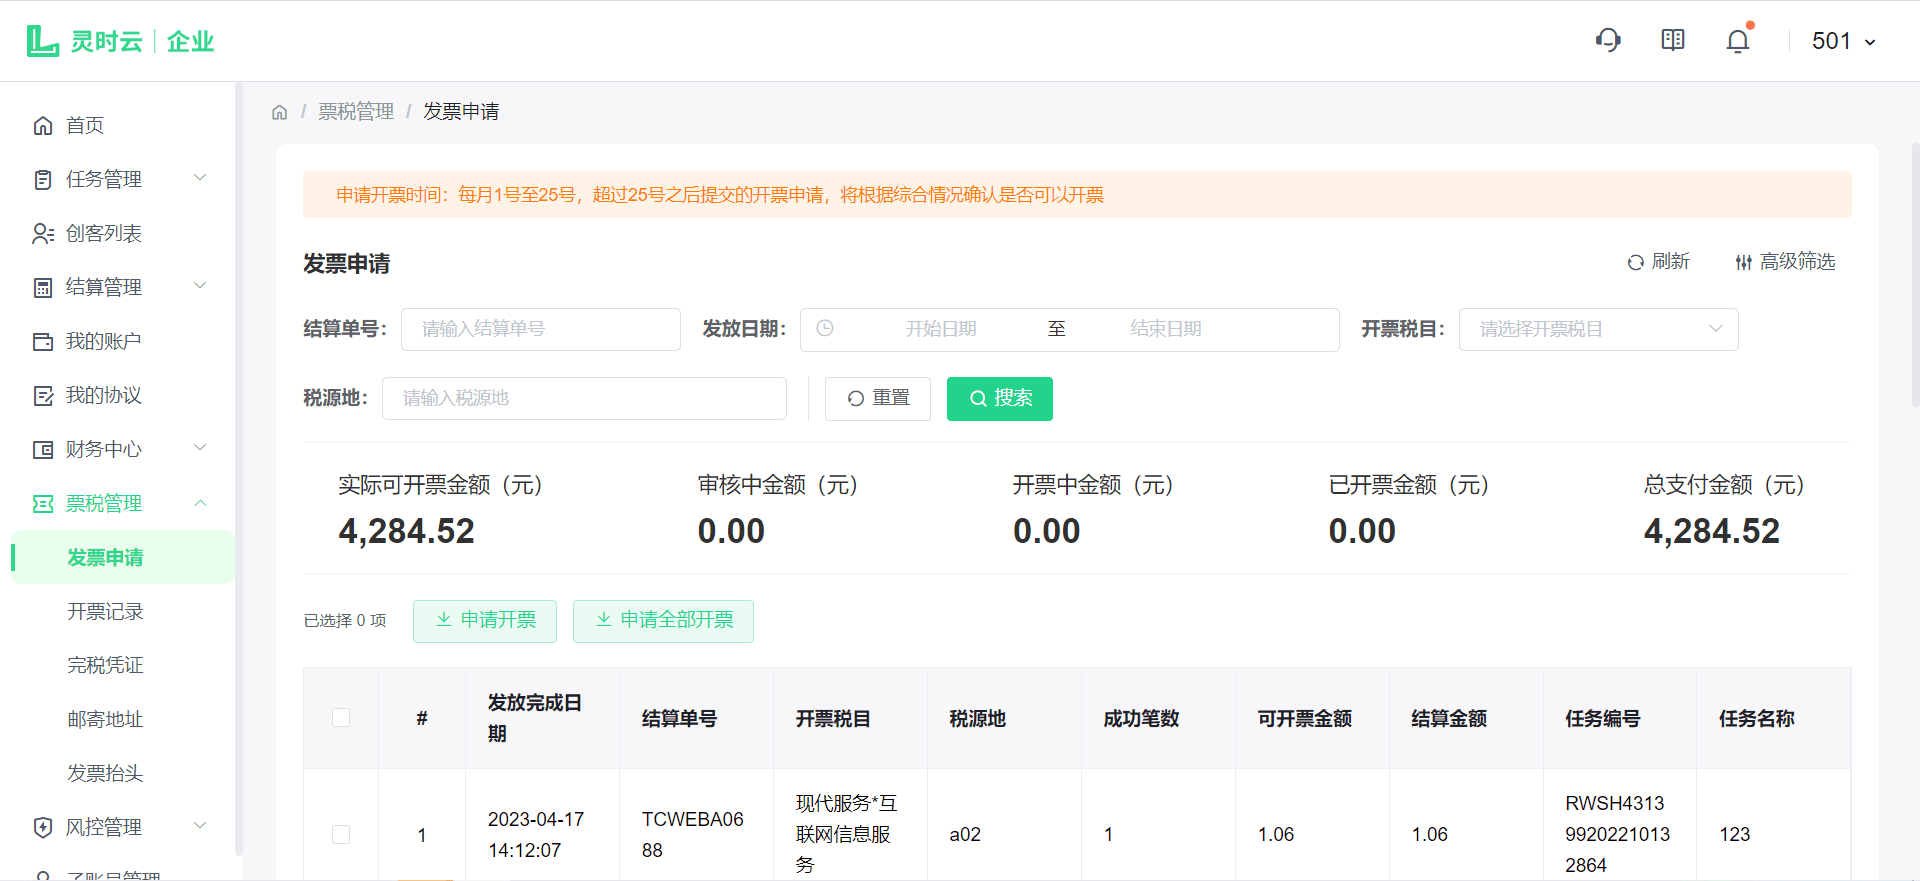 灵时云 企业
501
首页
任务管理
创客列表
结算管理
我的账户
我的协议
财务中心
票税管理
发票申请
开票记录
完税凭证
邮寄地址
发票抬头
风控管理
子账号管理
/ 票税管理 / 发票申请
申请开票时间：每月1号至25号，超过25号之后提交的开票申请，将根据综合情况确认是否可以开票
发票申请
刷新 高级筛选
结算单号： 请输入结算单号 发放日期： 开始日期 至 结束日期 开票税目： 请选择开票税目
税源地： 请输入税源地 重置 搜索
实际可开票金额（元） 审核中金额（元） 开票中金额（元） 已开票金额（元） 总支付金额（元）
4,284.52 0.00 0.00 0.00 4,284.52
已选择 0 项 申请开票 申请全部开票
# 发放完成日期 结算单号 开票税目 税源地 成功笔数 可开票金额 结算金额 任务编号 任务名称
1 2023-04-17 14:12:07 TCWEBA0688 现代服务*互联网信息服务 a02 1 1.06 1.06 RWSH431399202210132864 123